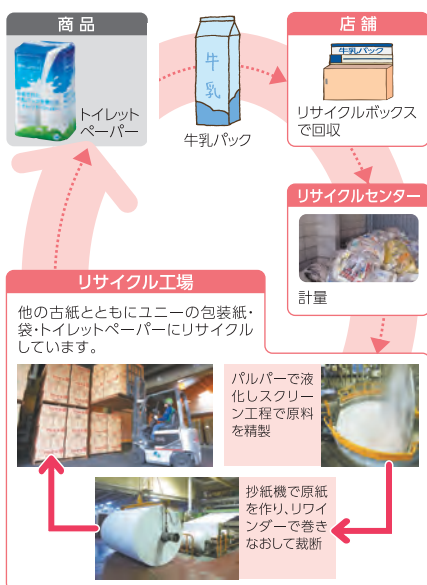 商品
トイレット
ペーパー
牛乳
牛乳パック
店舗
牛乳パック
リサイクルボックス
で回収
リサイクルセンター
計量
リサイクル工場
他の古紙とともにユニーの包装紙・
袋・トイレットペーパーにリサイクル
しています。
パルパーで液
化しスクリー
ン工程で原料
を精製
抄紙機で原紙
を作り、リワイ
ンダーで巻き
なおして裁断